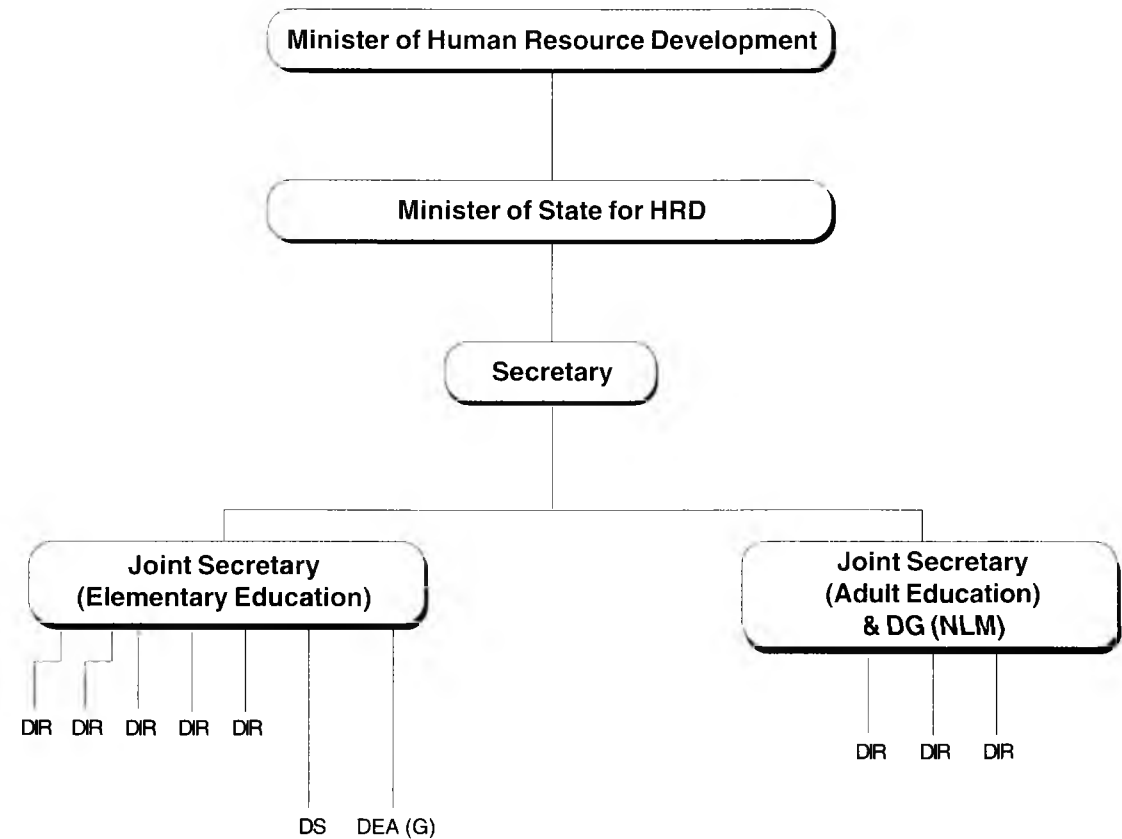 Minister of Human Resource Development
Minister of State for HRD
Secretary
Joint Secretary
(Elementary Education)
Joint Secretary
(Adult Education)
& DG (NLM)
DIR DIR DIR DIR DIR
DIR DIR DIR
DS DEA (G)